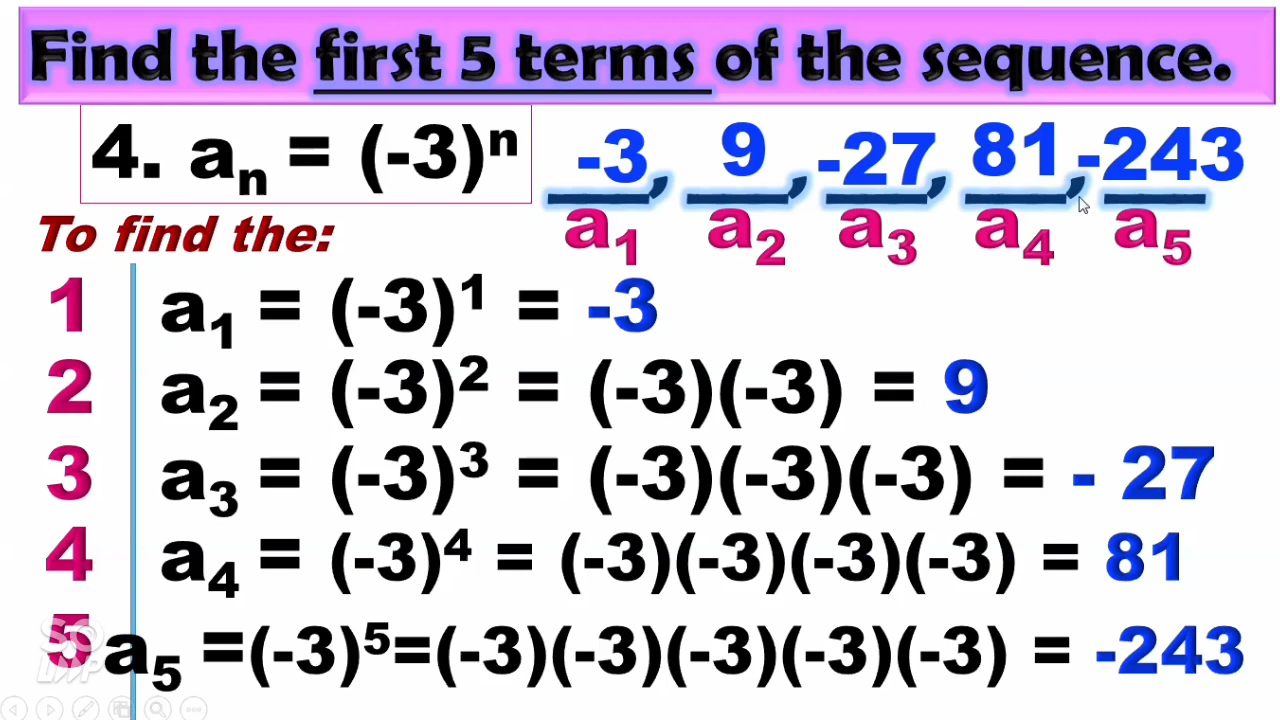 Find the first 5 terms of the sequence.
4. aₙ = (-3)ⁿ
-3, 9, -27, 81, -243
a₁ a₂ a₃ a₄ a₅
To find the:
1 a₁ = (-3)¹ = -3
2 a₂ = (-3)² = (-3)(-3) = 9
3 a₃ = (-3)³ = (-3)(-3)(-3) = - 27
4 a₄ = (-3)⁴ = (-3)(-3)(-3)(-3) = 81
5 a₅ =(-3)⁵=(-3)(-3)(-3)(-3)(-3) = -243